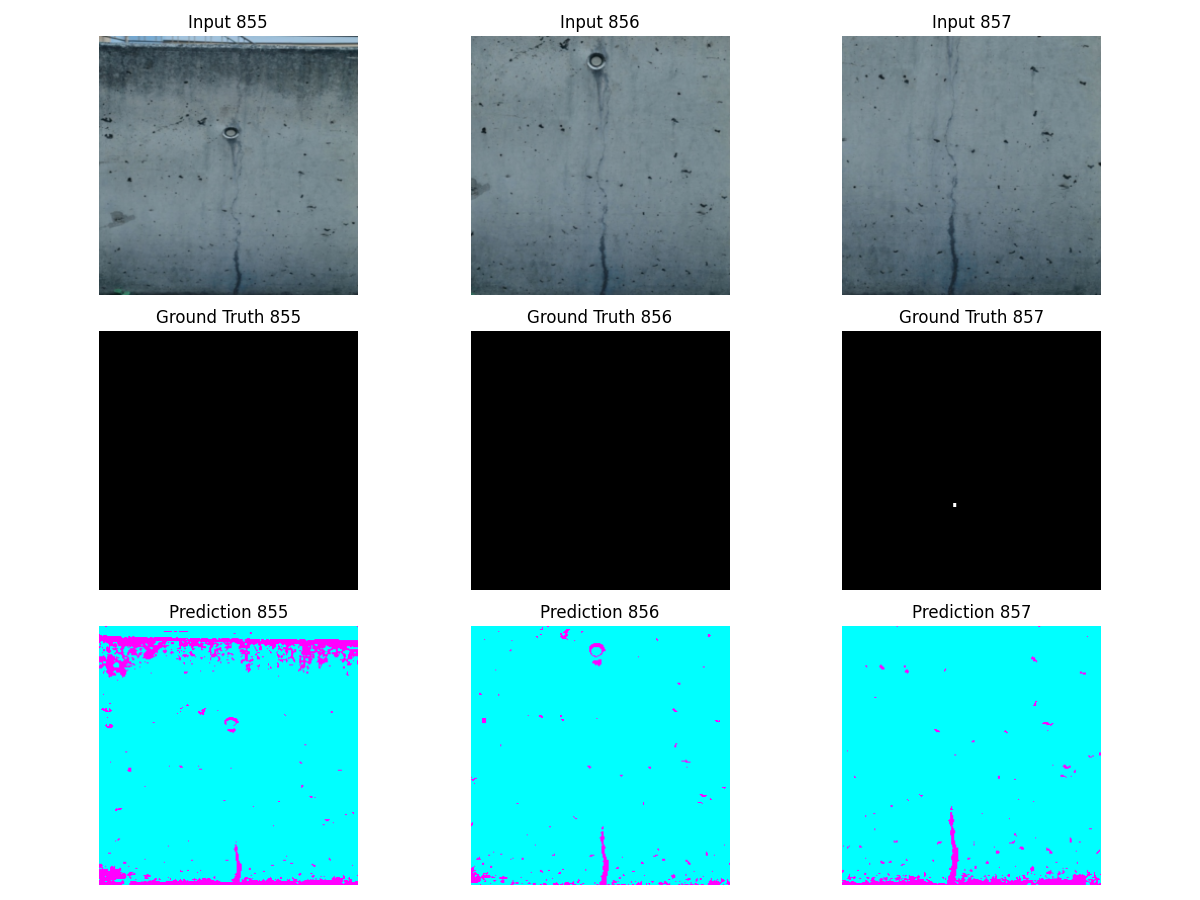 Input 855
Input 856
Input 857
Ground Truth 855
Ground Truth 856
Ground Truth 857
Prediction 855
Prediction 856
Prediction 857